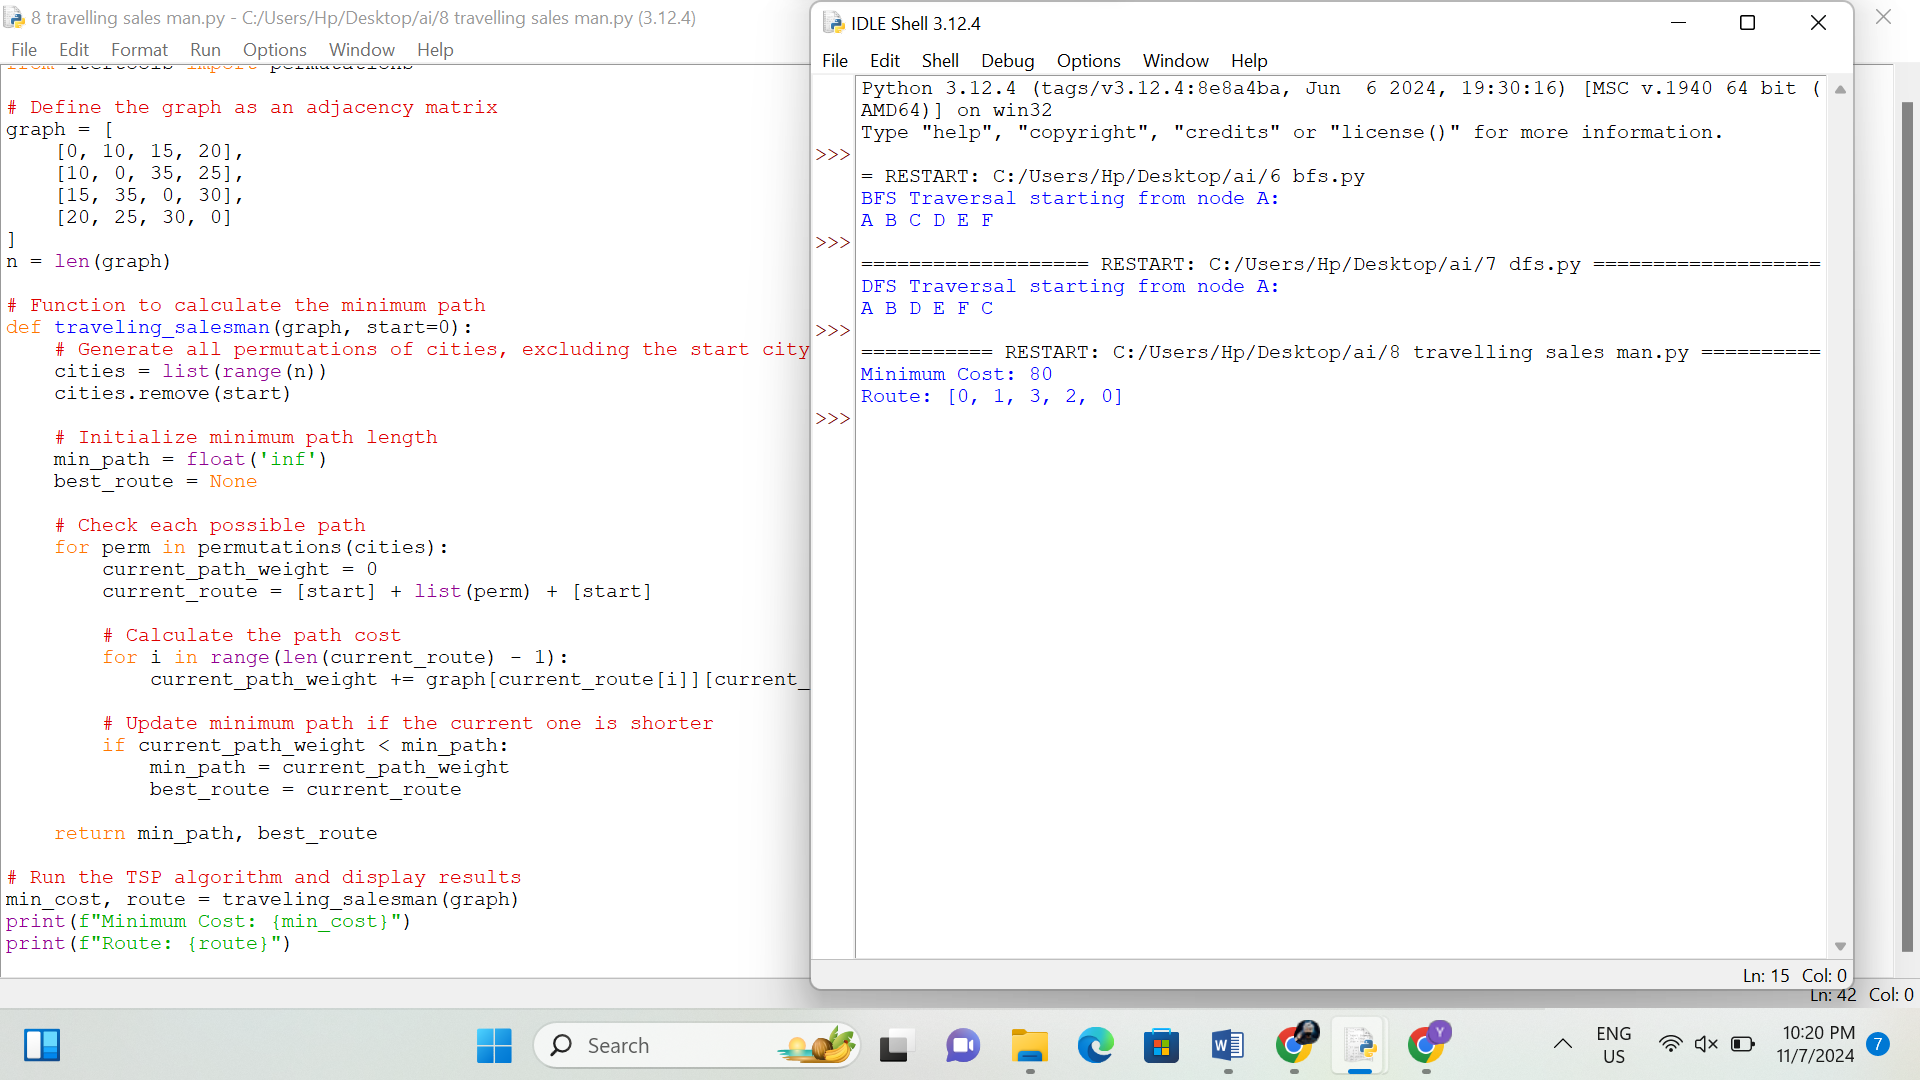 8 travelling sales man.py - C:/Users/Hp/Desktop/ai/8 travelling sales man.py (3.12.4)
File Edit Format Run Options Window Help
from itertools import permutations
# Define the graph as an adjacency matrix
graph = [
    [0, 10, 15, 20],
    [10, 0, 35, 25],
    [15, 35, 0, 30],
    [20, 25, 30, 0]
]
n = len(graph)
# Function to calculate the minimum path
def traveling_salesman(graph, start=0):
    # Generate all permutations of cities, excluding the start city
    cities = list(range(n))
    cities.remove(start)
    # Initialize minimum path length
    min_path = float('inf')
    best_route = None
    # Check each possible path
    for perm in permutations(cities):
        current_path_weight = 0
        current_route = [start] + list(perm) + [start]
        # Calculate the path cost
        for i in range(len(current_route) - 1):
            current_path_weight += graph[current_route[i]][current_
        # Update minimum path if the current one is shorter
        if current_path_weight < min_path:
            min_path = current_path_weight
            best_route = current_route
    return min_path, best_route
# Run the TSP algorithm and display results
min_cost, route = traveling_salesman(graph)
print(f"Minimum Cost: {min_cost}")
print(f"Route: {route}")
Ln: 42 Col: 0
IDLE Shell 3.12.4
File Edit Shell Debug Options Window Help
Python 3.12.4 (tags/v3.12.4:8e8a4ba, Jun  6 2024, 19:30:16) [MSC v.1940 64 bit (
AMD64)] on win32
Type "help", "copyright", "credits" or "license()" for more information.
>>>
= RESTART: C:/Users/Hp/Desktop/ai/6 bfs.py
BFS Traversal starting from node A:
A B C D E F
>>>
=================== RESTART: C:/Users/Hp/Desktop/ai/7 dfs.py ===================
DFS Traversal starting from node A:
A B D E F C
>>>
=========== RESTART: C:/Users/Hp/Desktop/ai/8 travelling sales man.py ==========
Minimum Cost: 80
Route: [0, 1, 3, 2, 0]
>>>
Ln: 15 Col: 0
Search
W
Y
ENG
US
10:20 PM
11/7/2024
7